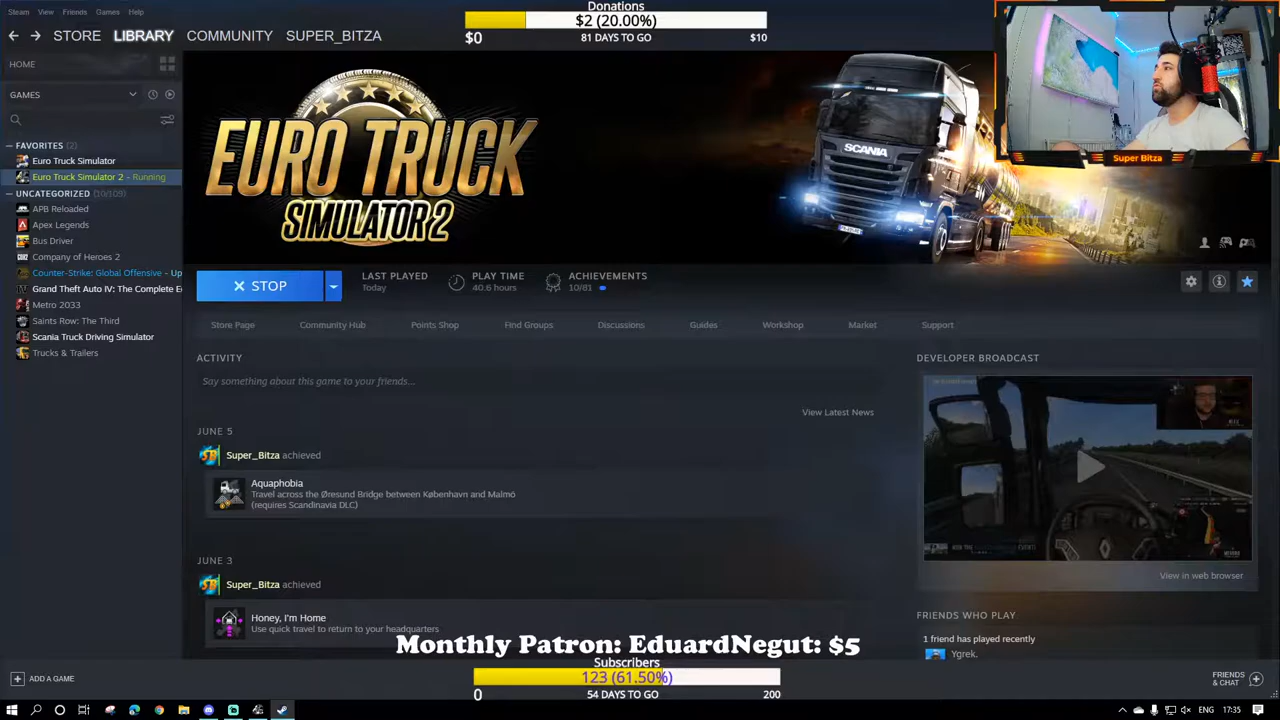 Steam View Friends Games Help
Donations
$2 (20.00%)
$0 81 DAYS TO GO $10
STORE LIBRARY COMMUNITY SUPER_BITZA
HOME
GAMES
FAVORITES (2)
Euro Truck Simulator
Euro Truck Simulator 2 - Running
UNCATEGORIZED (10/109)
APB Reloaded
Apex Legends
Bus Driver
Company of Heroes 2
Counter-Strike: Global Offensive - Up
Grand Theft Auto IV: The Complete E
Metro 2033
Saints Row: The Third
Scania Truck Driving Simulator
Trucks & Trailers
EURO TRUCK
SIMULATOR 2
SCANIA
Super Bitza
STOP
LAST PLAYED
Today
PLAY TIME
40.6 hours
ACHIEVEMENTS
10/81
Store Page Community Hub Points Shop Find Groups Discussions Guides Workshop Market Support
ACTIVITY
Say something about this game to your friends...
View Latest News
JUNE 5
Super_Bitza achieved
Aquaphobia
Travel across the Øresund Bridge between København and Malmö
(requires Scandinavia DLC)
JUNE 3
Super_Bitza achieved
Honey, I'm Home
Use quick travel to return to your headquarters
DEVELOPER BROADCAST
View in web browser
FRIENDS WHO PLAY
1 friend has played recently
Ygrek.
Monthly Patron: EduardNegut: $5
Subscribers
123 (61.50%)
0 54 DAYS TO GO 200
ADD A GAME
FRIENDS
& CHAT
ENG 17:35